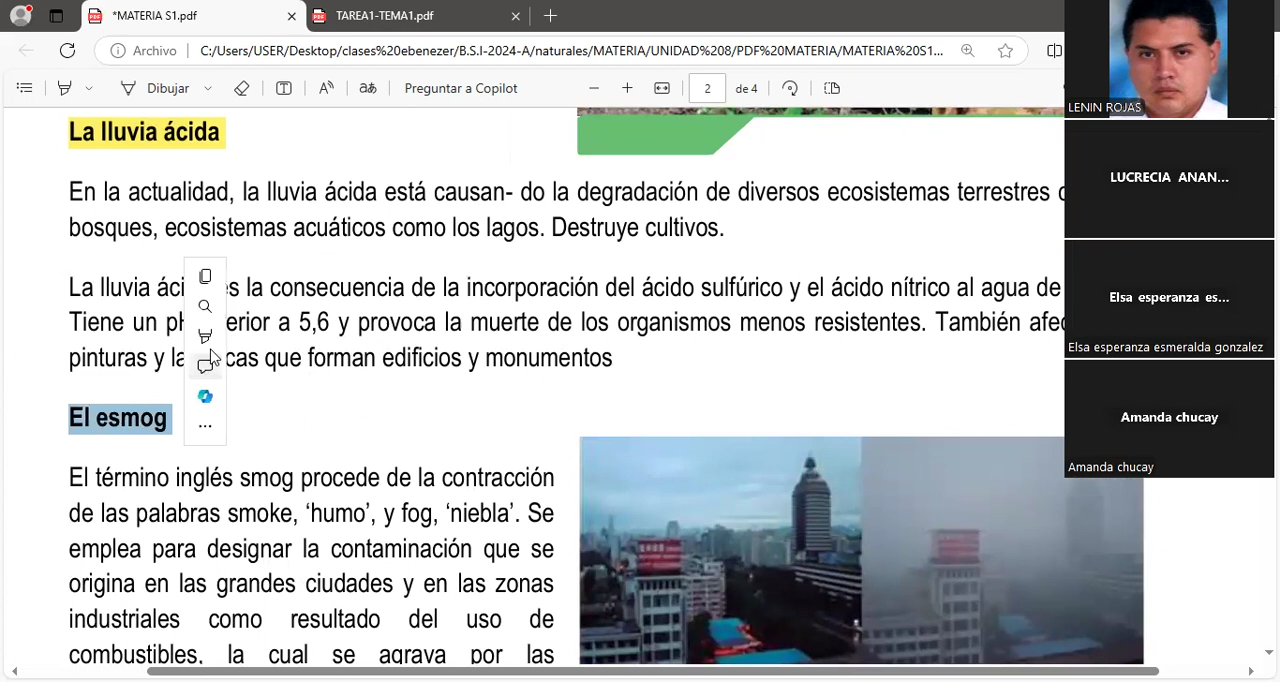 *MATERIA S1.pdf
TAREA1-TEMA1.pdf
Archivo
C:/Users/USER/Desktop/clases%20ebenezer/B.S.I-2024-A/naturales/MATERIA/UNIDAD%208/PDF%20MATERIA/MATERIA%20S1...
Dibujar
Preguntar a Copilot
2
de 4
La lluvia ácida
En la actualidad, la lluvia ácida está causan- do la degradación de diversos ecosistemas terrestres
bosques, ecosistemas acuáticos como los lagos. Destruye cultivos.
La lluvia es la consecuencia de la incorporación del ácido sulfúrico y el ácido nítrico al agua de
Tiene un a 5,6 y provoca la muerte de los organismos menos resistentes. También
pinturas y que forman edificios y monumentos
El esmog
El término inglés smog procede de la contracción
de las palabras smoke, ‘humo’, y fog, ‘niebla’. Se
emplea para designar la contaminación que se
origina en las grandes ciudades y en las zonas
industriales como resultado del uso de
combustibles, la cual se agrava por las
LENIN ROJAS
LUCRECIA ANAN...
Elsa esperanza es...
Elsa esperanza esmeralda gonzalez
Amanda chucay
Amanda chucay